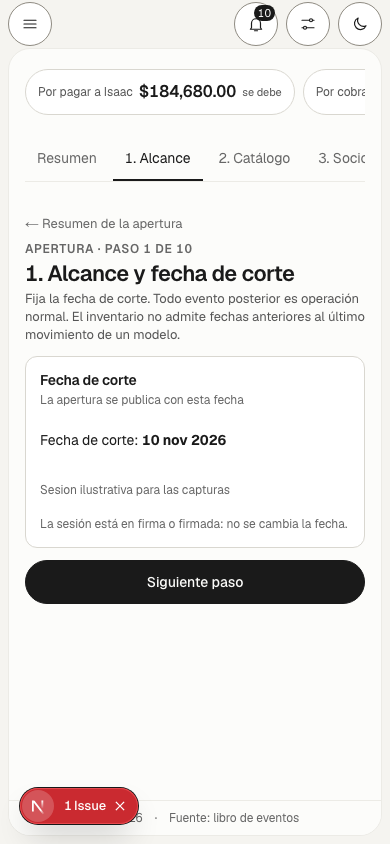 10
Por pagar a Isaac $184,680.00 se debe
Por cobra
Resumen 1. Alcance 2. Catálogo 3. Socio
← Resumen de la apertura
APERTURA · PASO 1 DE 10
1. Alcance y fecha de corte
Fija la fecha de corte. Todo evento posterior es operación
normal. El inventario no admite fechas anteriores al último
movimiento de un modelo.
Fecha de corte
La apertura se publica con esta fecha
Fecha de corte: 10 nov 2026
Sesion ilustrativa para las capturas
La sesión está en firma o firmada: no se cambia la fecha.
Siguiente paso
N 1 Issue ×
26 · Fuente: libro de eventos